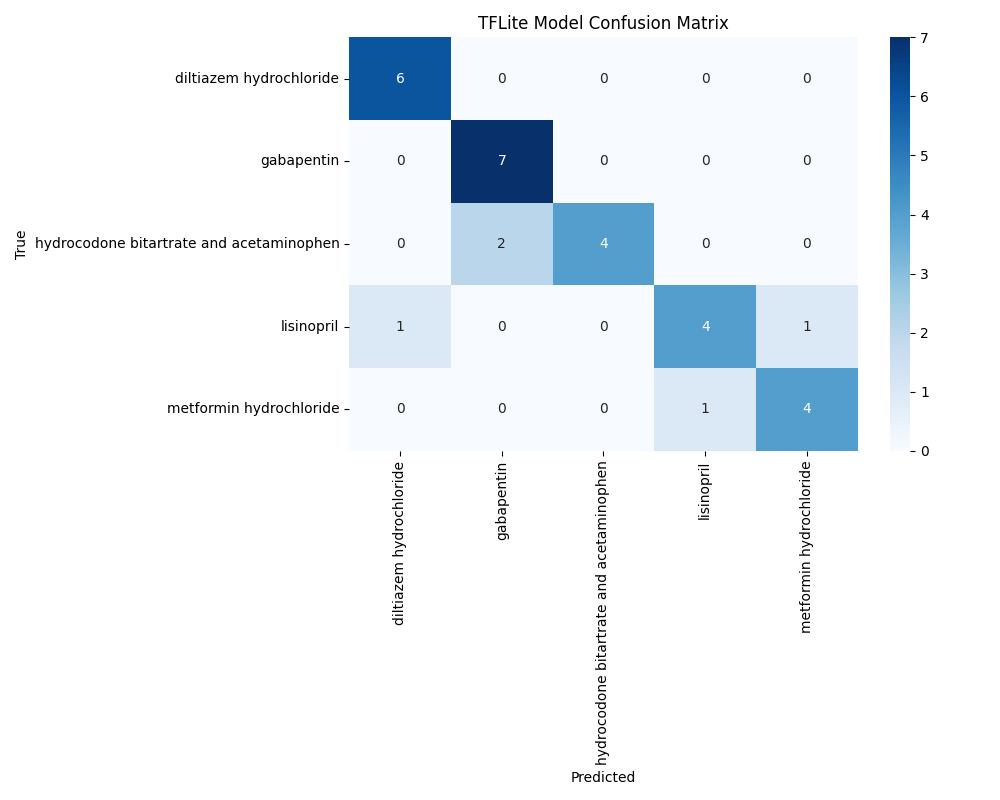 TFLite Model Confusion Matrix
True
diltiazem hydrochloride
6 0 0 0 0
gabapentin
0 7 0 0 0
hydrocodone bitartrate and acetaminophen
0 2 4 0 0
lisinopril
1 0 0 4 1
metformin hydrochloride
0 0 0 1 4
diltiazem hydrochloride
gabapentin
hydrocodone bitartrate and acetaminophen
lisinopril
metformin hydrochloride
Predicted
7
6
5
4
3
2
1
0